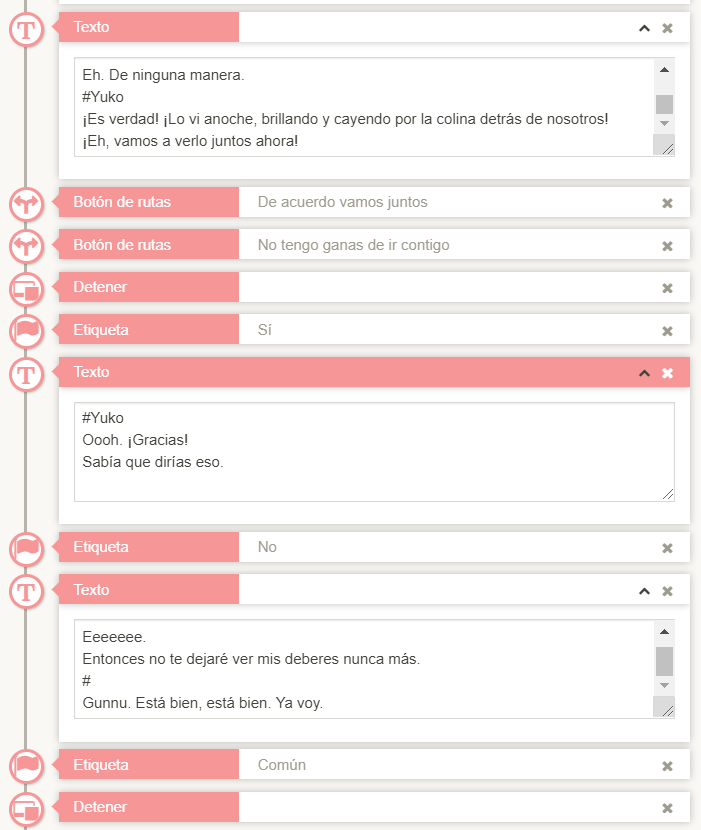 Texto
Eh. De ninguna manera.
#Yuko
¡Es verdad! ¡Lo vi anoche, brillando y cayendo por la colina detrás de nosotros!
¡Eh, vamos a verlo juntos ahora!
Botón de rutas De acuerdo vamos juntos
Botón de rutas No tengo ganas de ir contigo
Detener
Etiqueta Sí
Texto
#Yuko
Oooh. ¡Gracias!
Sabía que dirías eso.
Etiqueta No
Texto
Eeeeeee.
Entonces no te dejaré ver mis deberes nunca más.
#
Gunnu. Está bien, está bien. Ya voy.
Etiqueta Común
Detener